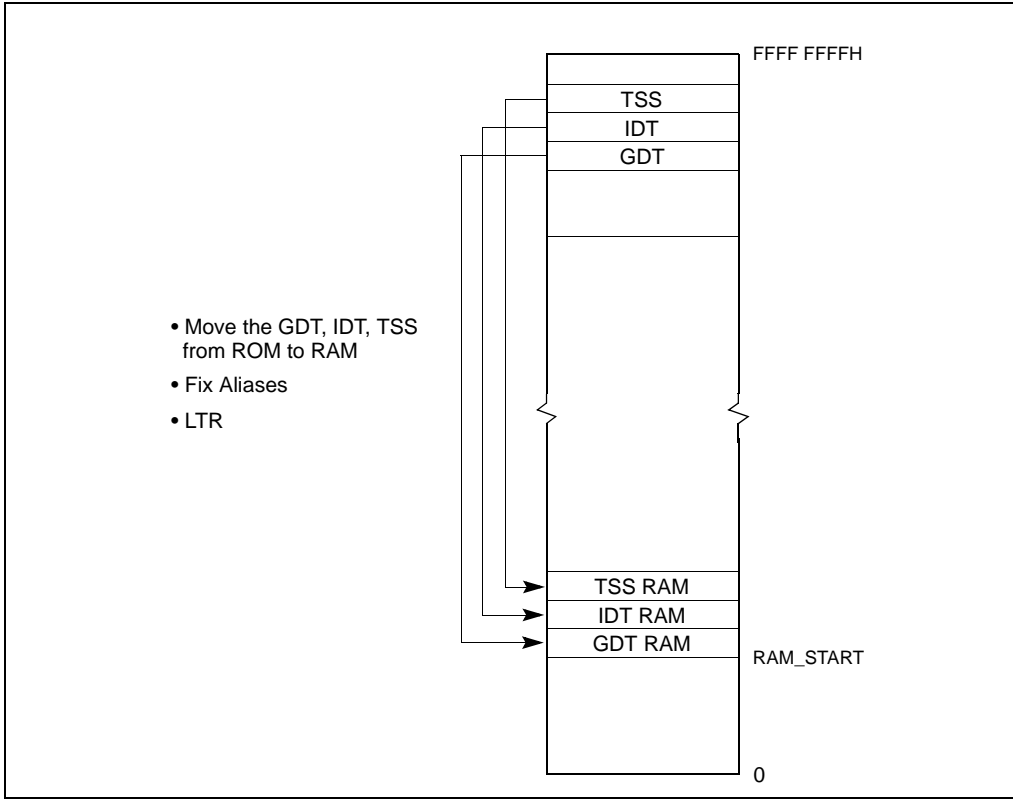 FFFF FFFFH
TSS
IDT
GDT
• Move the GDT, IDT, TSS
from ROM to RAM
• Fix Aliases
• LTR
TSS RAM
IDT RAM
GDT RAM
RAM_START
0